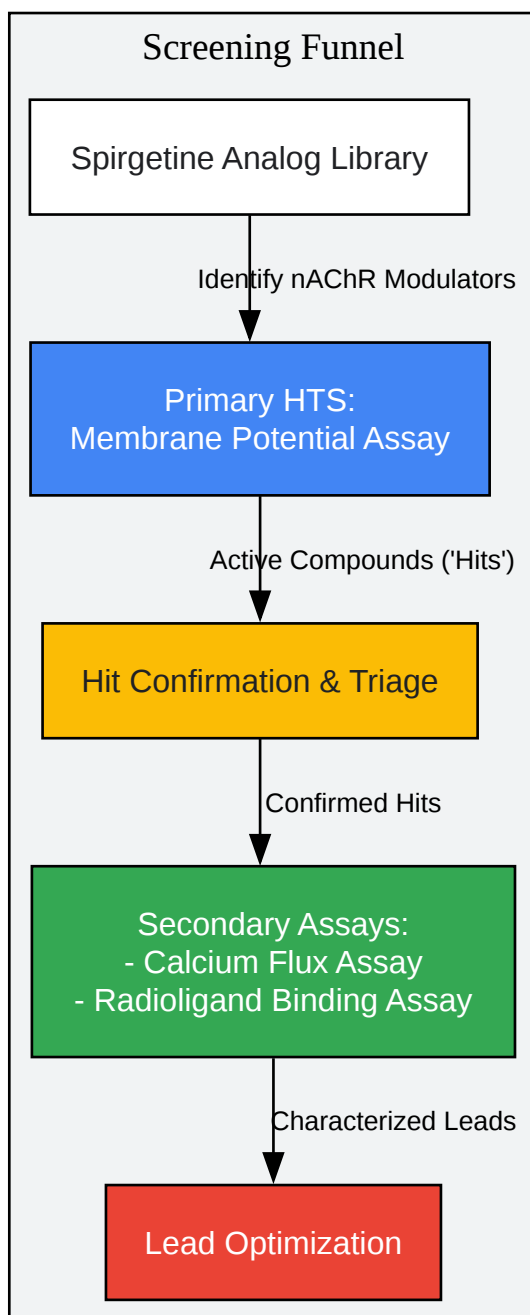 Screening Funnel
Spirgetine Analog Library
Identify nAChR Modulators
Primary HTS:
Membrane Potential Assay
Active Compounds ('Hits')
Hit Confirmation & Triage
Confirmed Hits
Secondary Assays:
- Calcium Flux Assay
- Radioligand Binding Assay
Characterized Leads
Lead Optimization